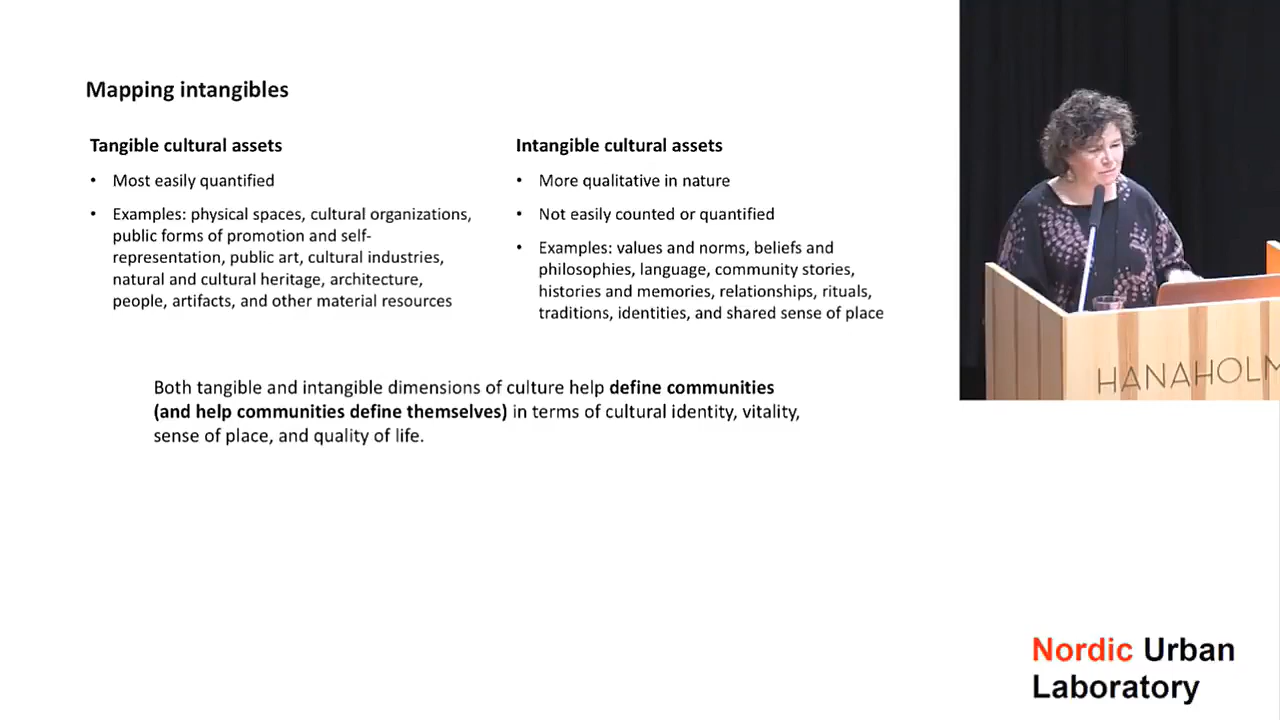 Mapping intangibles
Tangible cultural assets
• Most easily quantified
• Examples: physical spaces, cultural organizations,
public forms of promotion and self-
representation, public art, cultural industries,
natural and cultural heritage, architecture,
people, artifacts, and other material resources
Intangible cultural assets
• More qualitative in nature
• Not easily counted or quantified
• Examples: values and norms, beliefs and
philosophies, language, community stories,
histories and memories, relationships, rituals,
traditions, identities, and shared sense of place
Both tangible and intangible dimensions of culture help define communities
(and help communities define themselves) in terms of cultural identity, vitality,
sense of place, and quality of life.
HANAHOLM
Nordic Urban
Laboratory